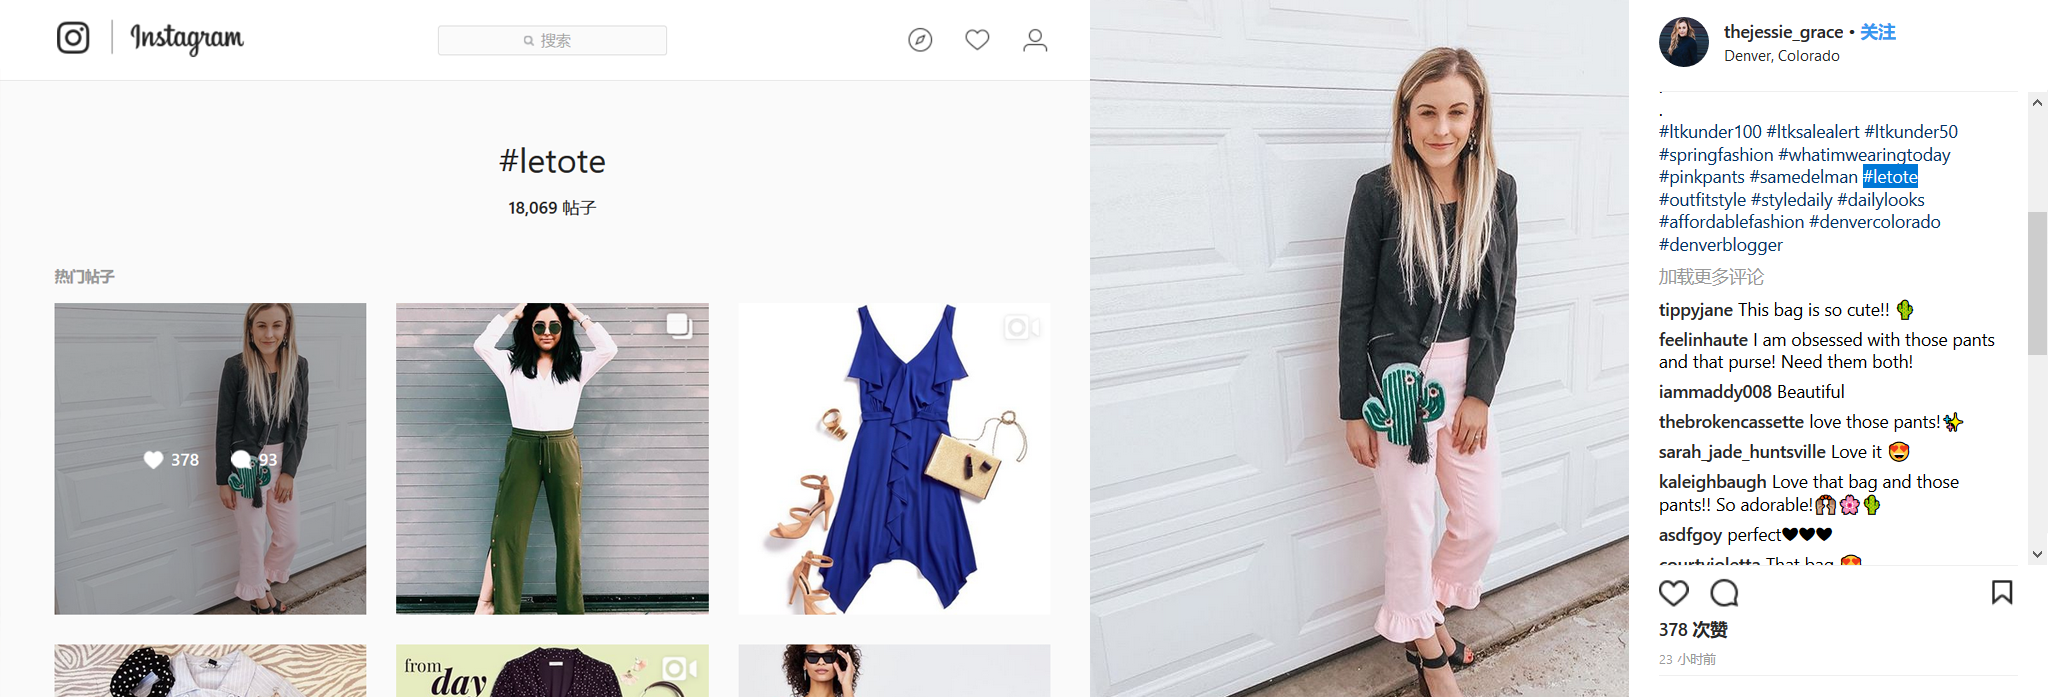 Instagram
搜索
#letote
18,069 帖子
热门帖子
378 93
from
day
thejessie_grace • 关注
Denver, Colorado
.
.
#ltkunder100 #ltksalealert #ltkunder50
#springfashion #whatimwearingtoday
#pinkpants #samedelman #letote
#outfitstyle #styledaily #dailylooks
#affordablefashion #denvercolorado
#denverblogger
加载更多评论
tippyjane This bag is so cute!! 🌵
feelinhaute I am obsessed with those pants
and that purse! Need them both!
iammaddy008 Beautiful
thebrokencassette love those pants!✨
sarah_jade_huntsville Love it 😍
kaleighbaugh Love that bag and those
pants!! So adorable!🙌🏽🌸🌵
asdfgoy perfect🖤🖤🖤
courtvioletta That bag 😍
378 次赞
23 小时前